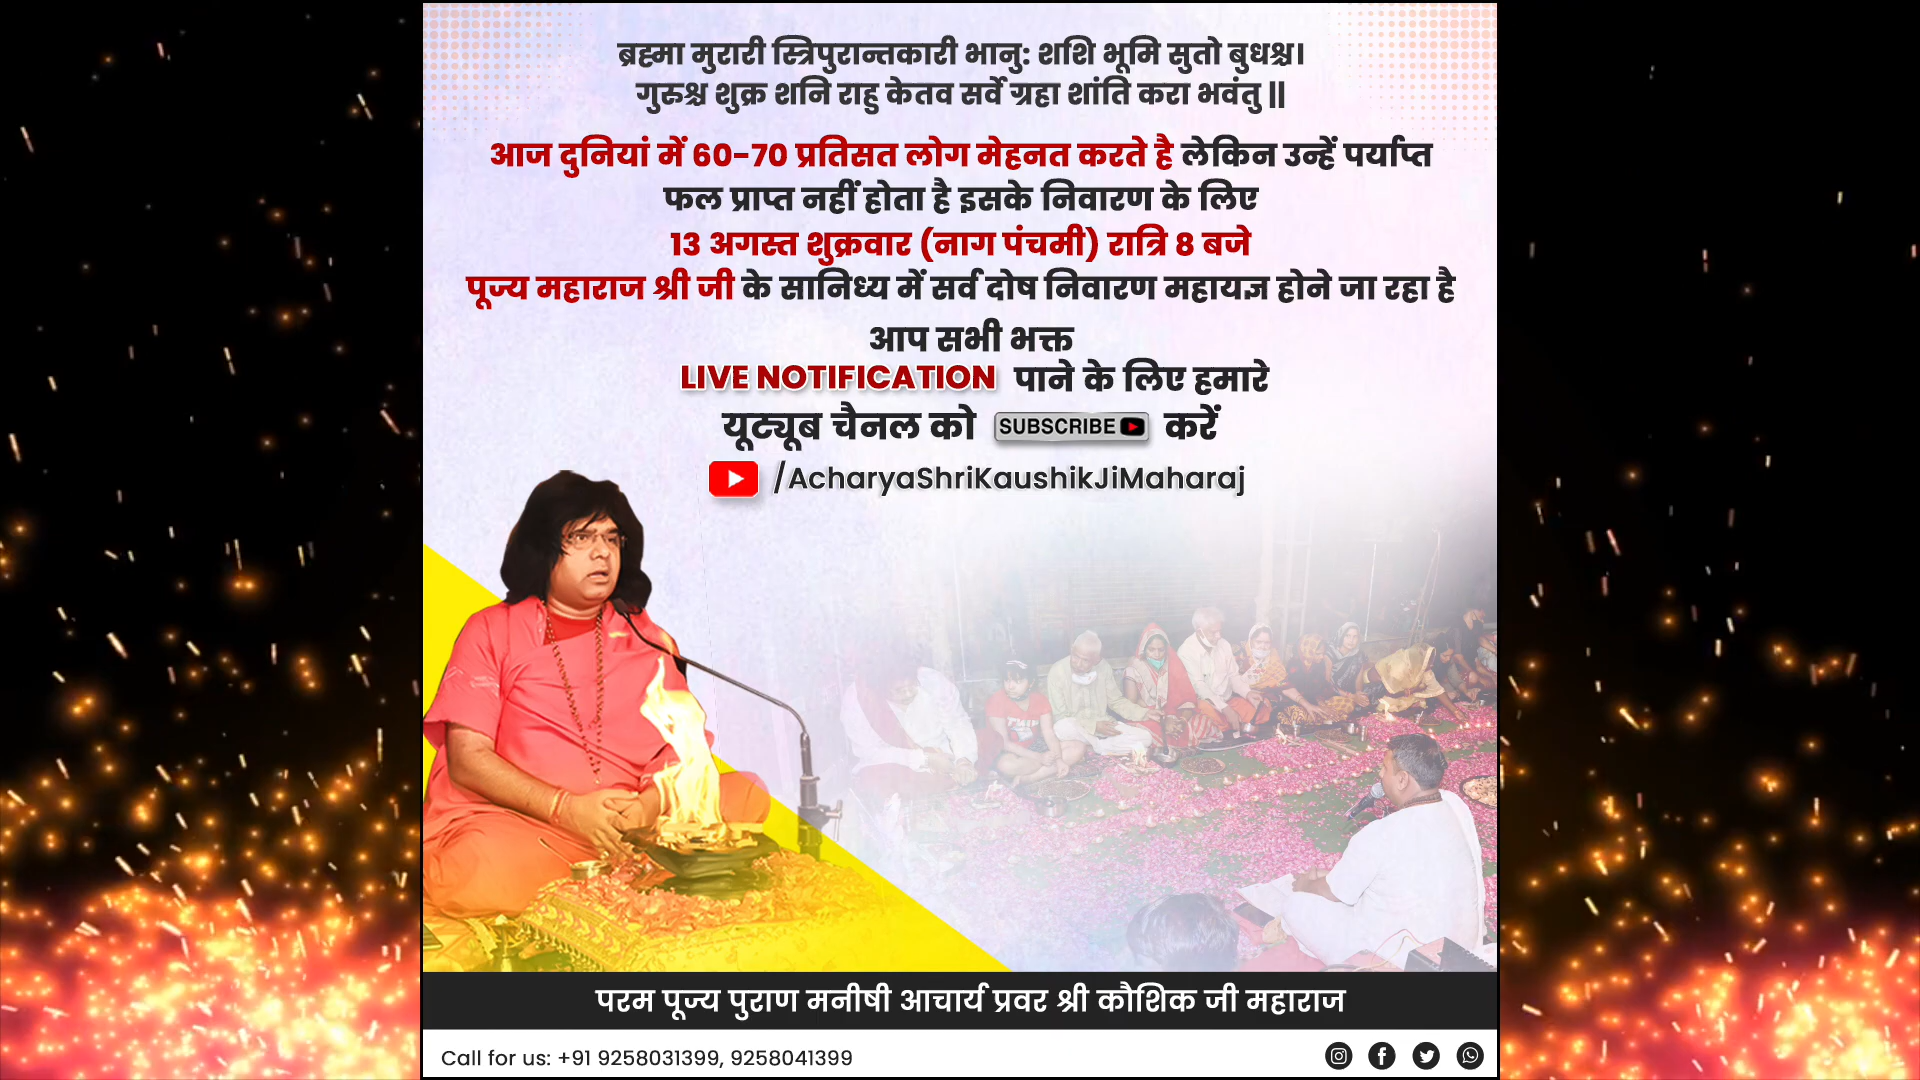 ब्रह्मा मुरारी स्त्रिपुरान्तकारी भानु: शशि भूमि सुतो बुधश्च।
गुरुश्च शुक्र शनि राहु केतव सर्वे ग्रहा शांति करा भवंतु ||
आज दुनियां में 60-70 प्रतिसत लोग मेहनत करते है लेकिन उन्हें पर्याप्त
फल प्राप्त नहीं होता है इसके निवारण के लिए
13 अगस्त शुक्रवार (नाग पंचमी) रात्रि 8 बजे
पूज्य महाराज श्री जी के सानिध्य में सर्व दोष निवारण महायज्ञ होने जा रहा है
आप सभी भक्त
LIVE NOTIFICATION पाने के लिए हमारे
यूट्यूब चैनल को SUBSCRIBE करें
/AcharyaShriKaushikJiMaharaj
परम पूज्य पुराण मनीषी आचार्य प्रवर श्री कौशिक जी महाराज
Call for us: +91 9258031399, 9258041399